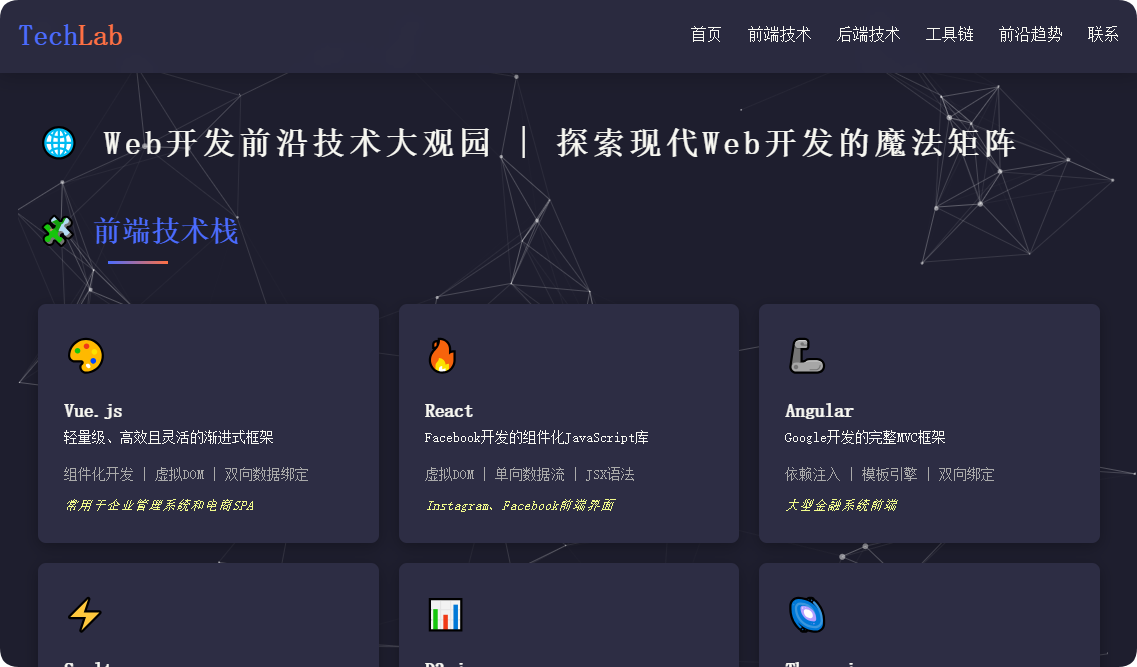 TechLab
首页 前端技术 后端技术 工具链 前沿趋势 联系
Web开发前沿技术大观园 | 探索现代Web开发的魔法矩阵
前端技术栈
Vue.js
轻量级、高效且灵活的渐进式框架
组件化开发 | 虚拟DOM | 双向数据绑定
常用于企业管理系统和电商SPA
React
Facebook开发的组件化JavaScript库
虚拟DOM | 单向数据流 | JSX语法
Instagram、Facebook前端界面
Angular
Google开发的完整MVC框架
依赖注入 | 模板引擎 | 双向绑定
大型金融系统前端